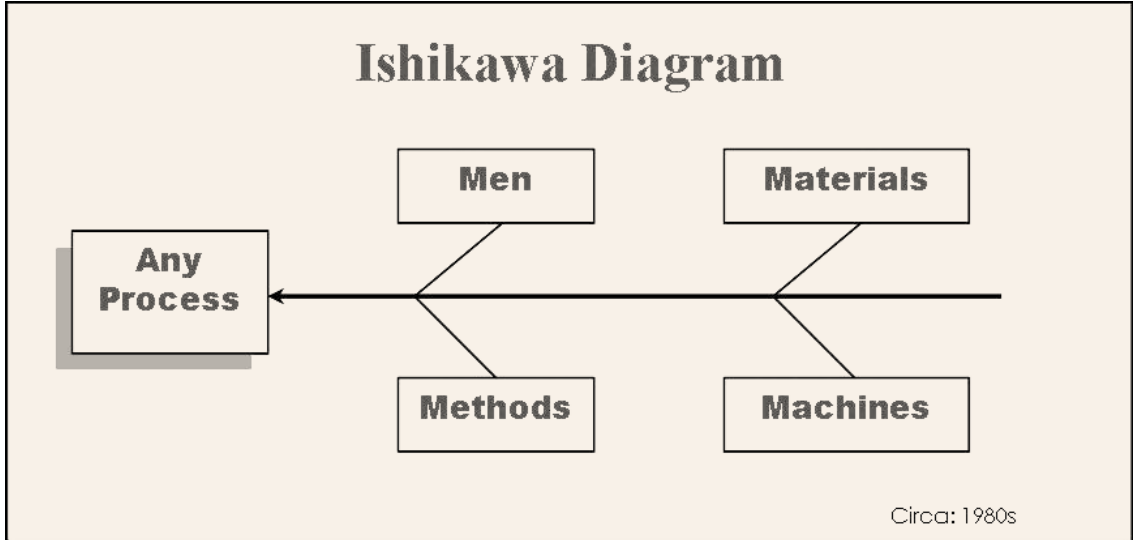 Ishikawa Diagram
Men
Materials
Any
Process
Methods
Machines
Circa: 1980s